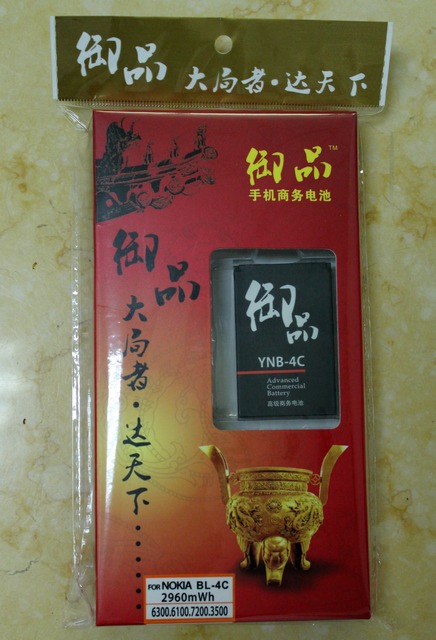 御品
大局者·达天下
御品™
手机商务电池
御品
大局者·达天下······
御品
YNB-4C
Advanced
Commercial
Battery
高级商务电池
FOR NOKIA BL-4C
2960mWh
6300.6100.7200.3500